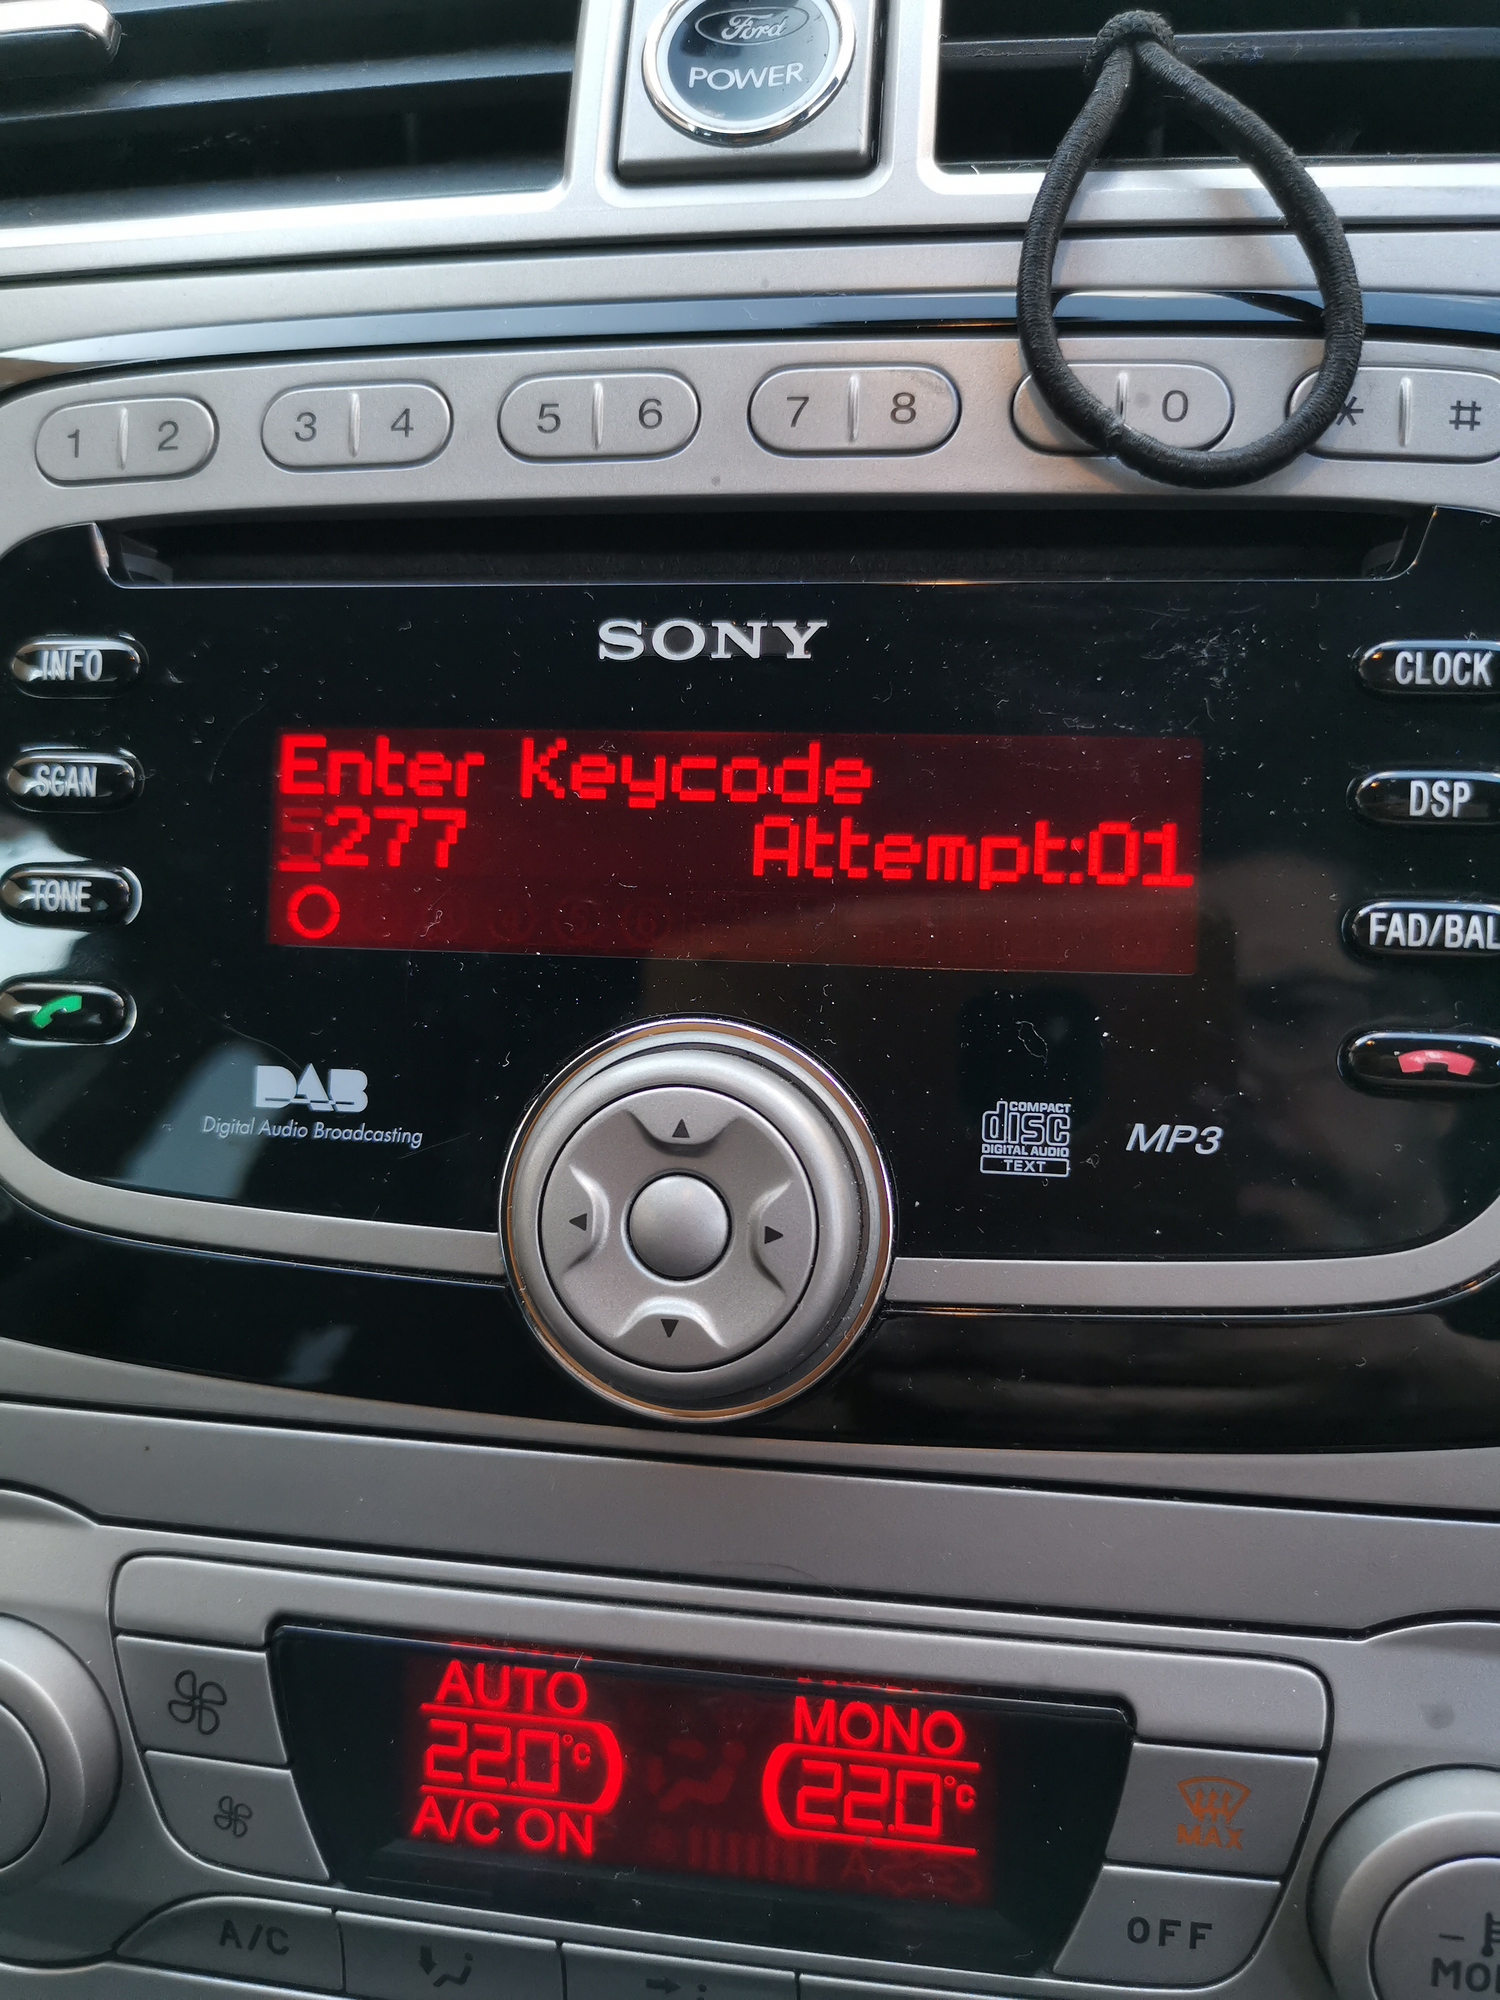 Ford
POWER
1 2 3 4 5 6 7 8 0 * #
SONY
INFO
CLOCK
Enter Keycode
SCAN
DSP
5277 Attempt:01
TONE
FAD/BAL
DAB
Digital Audio Broadcasting
COMPACT
disc
DIGITAL AUDIO
TEXT
MP3
AUTO
22.0°C
A/C ON
MONO
22.0°C
MAX
A/C
OFF